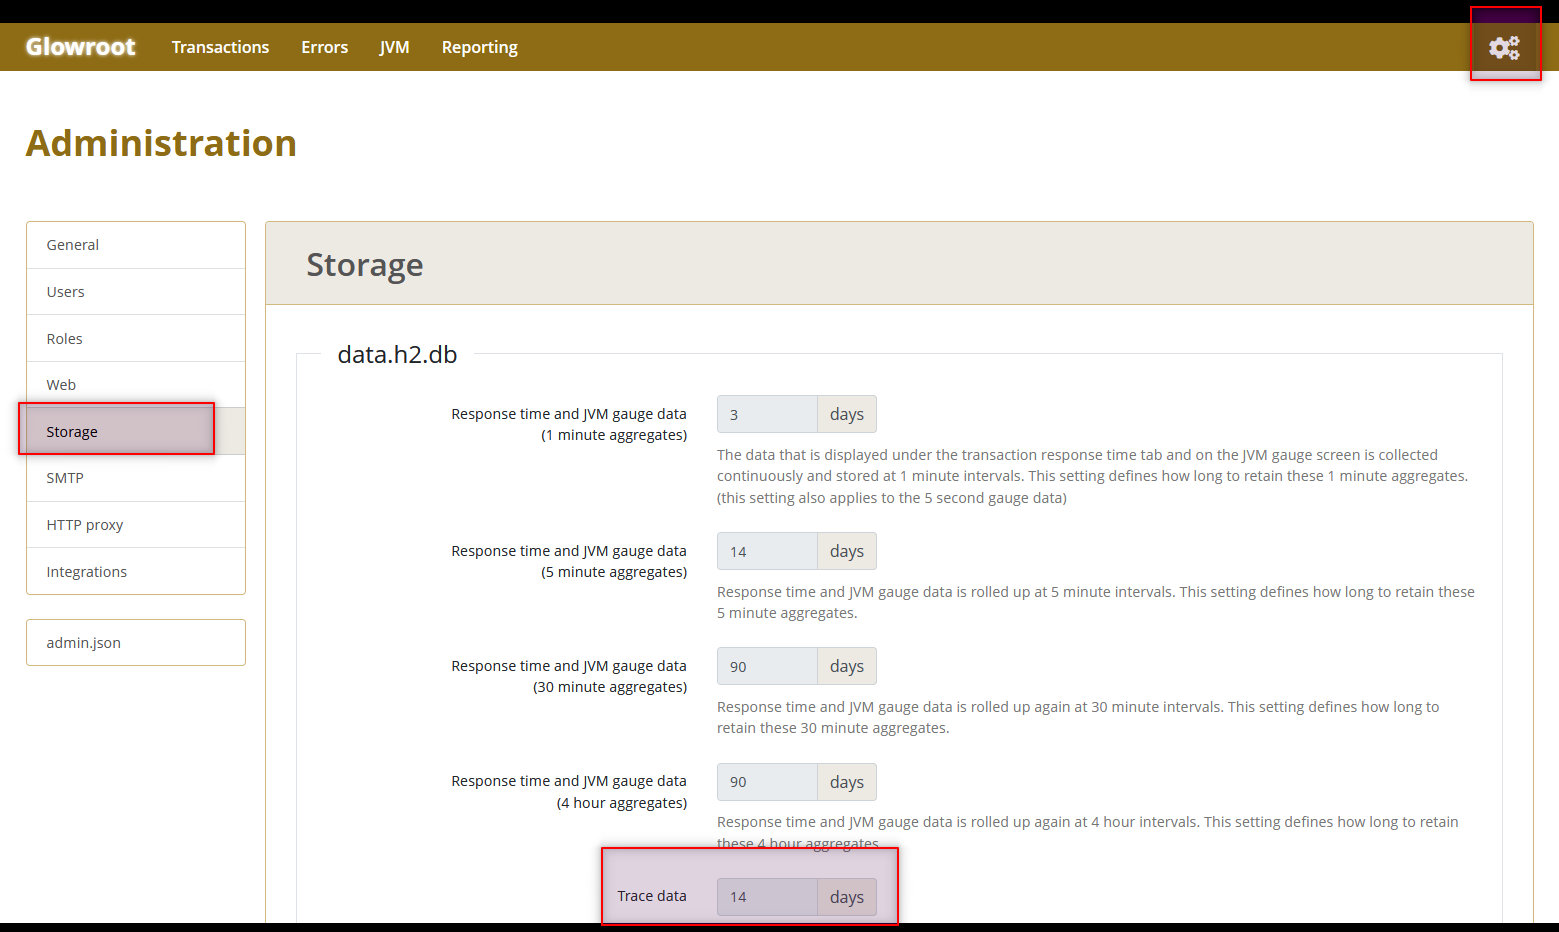 Glowroot Transactions Errors JVM Reporting
Administration
General
Users
Roles
Web
Storage
SMTP
HTTP proxy
Integrations
admin.json
Storage
data.h2.db
Response time and JVM gauge data
(1 minute aggregates)
3 days
The data that is displayed under the transaction response time tab and on the JVM gauge screen is collected
continuously and stored at 1 minute intervals. This setting defines how long to retain these 1 minute aggregates.
(this setting also applies to the 5 second gauge data)
Response time and JVM gauge data
(5 minute aggregates)
14 days
Response time and JVM gauge data is rolled up at 5 minute intervals. This setting defines how long to retain these
5 minute aggregates.
Response time and JVM gauge data
(30 minute aggregates)
90 days
Response time and JVM gauge data is rolled up again at 30 minute intervals. This setting defines how long to
retain these 30 minute aggregates.
Response time and JVM gauge data
(4 hour aggregates)
90 days
Response time and JVM gauge data is rolled up again at 4 hour intervals. This setting defines how long to retain
these 4 hour aggregates.
Trace data
14 days